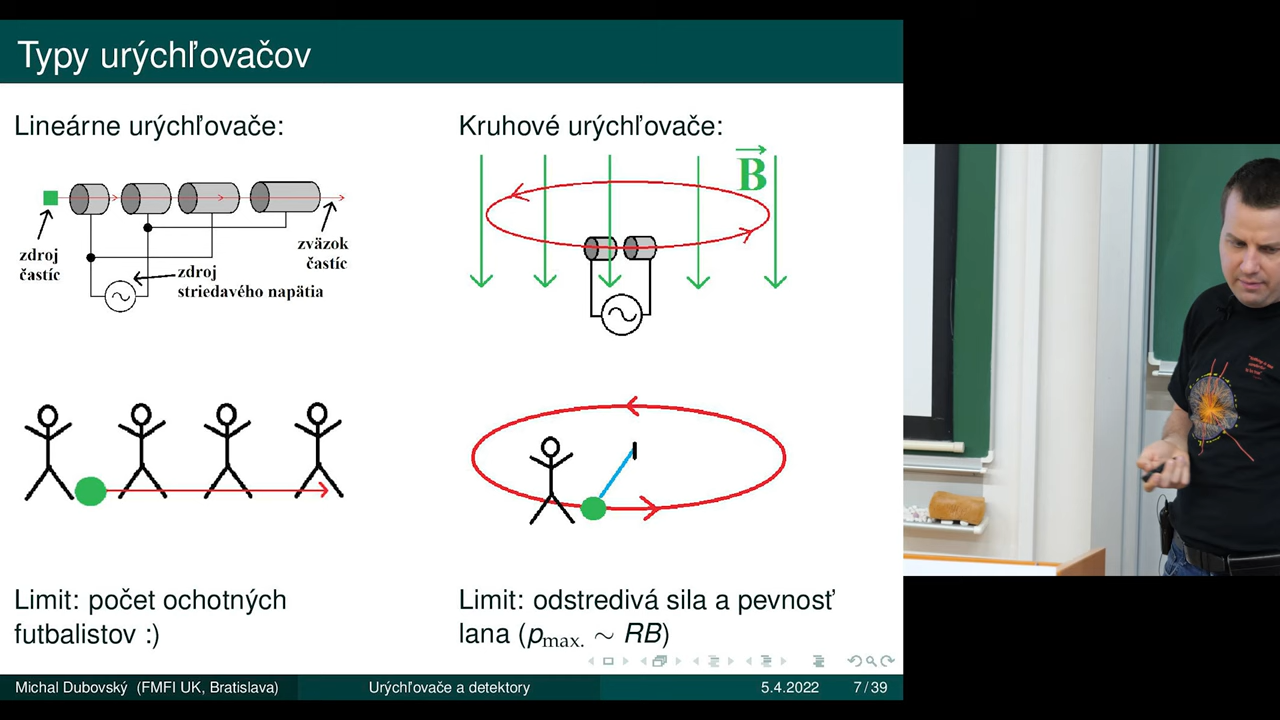 Typy urýchľovačov
Lineárne urýchľovače:
zdroj
častíc
zdroj
striedavého napätia
zväzok
častíc
Kruhové urýchľovače:
B
Limit: počet ochotných
futbalistov :)
Limit: odstredivá sila a pevnosť
lana (pmax. ∼ RB)
Michal Dubovský (FMFI UK, Bratislava)
Urýchľovače a detektory
5.4.2022
7 / 39